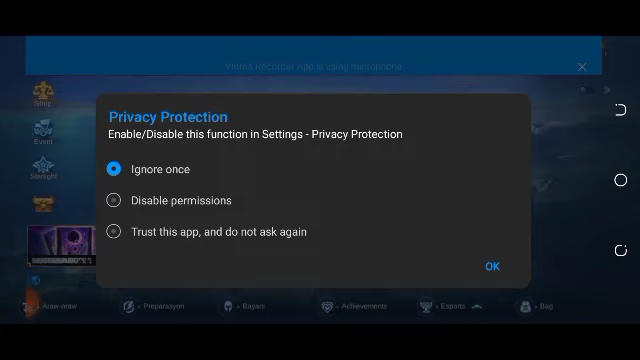 Vidma Recorder App is using microphone
Shop
Privacy Protection
Enable/Disable this function in Settings - Privacy Protection
Event
Ignore once
Starlight
Disable permissions
Trust this app, and do not ask again
OK
Araw-araw
Preparasyon
Bayani
Achievements
Esports
Bag